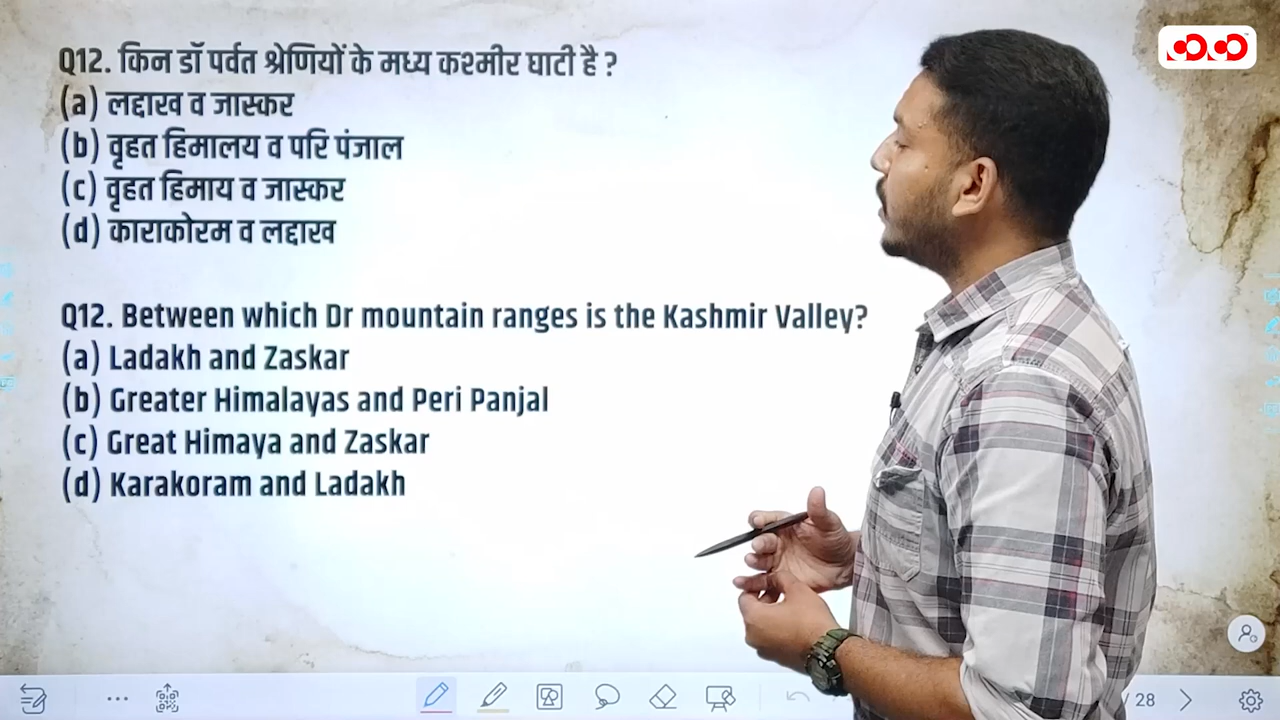 Q12. किन डॉ पर्वत श्रेणियों के मध्य कश्मीर घाटी है ?
(a) लद्दाख व जास्कर
(b) वृहत हिमालय व परि पंजाल
(c) वृहत हिमाय व जास्कर
(d) काराकोरम व लद्दाख
Q12. Between which Dr mountain ranges is the Kashmir Valley?
(a) Ladakh and Zaskar
(b) Greater Himalayas and Peri Panjal
(c) Great Himaya and Zaskar
(d) Karakoram and Ladakh
/ 28